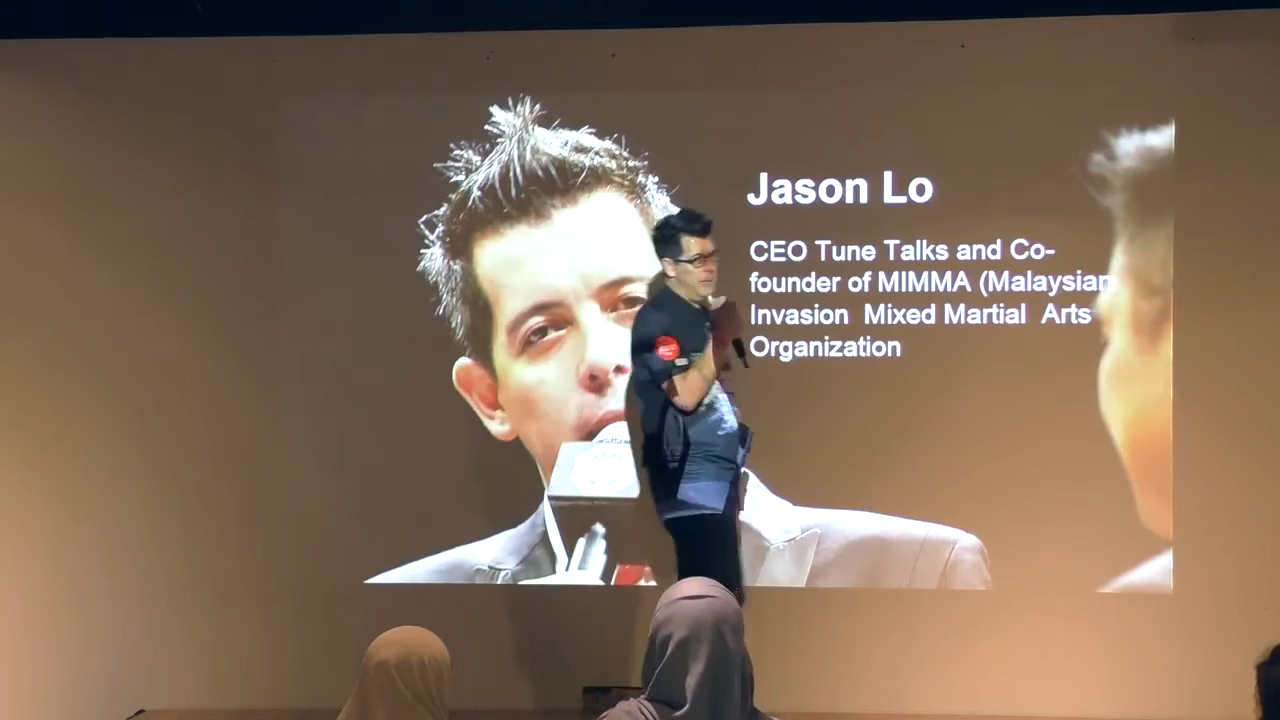 Jason Lo
CEO Tune Talks and Co-
founder of MIMMA (Malaysian
Invasion Mixed Martial Arts
Organization